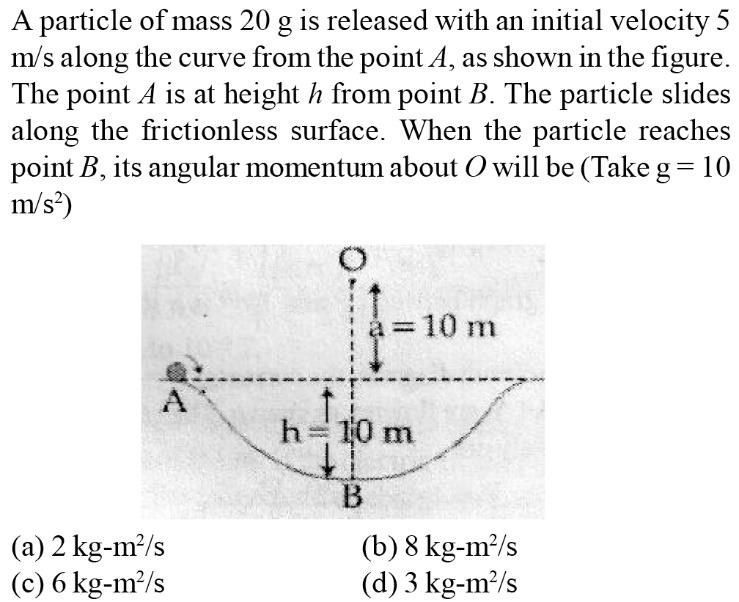 A particle of mass 20 g is released with an initial velocity 5
m/s along the curve from the point A, as shown in the figure.
The point A is at height h from point B. The particle slides
along the frictionless surface. When the particle reaches
point B, its angular momentum about O will be (Take g = 10
m/s²)
O
a = 10 m
A
h = 10 m
B
(a) 2 kg-m²/s (b) 8 kg-m²/s
(c) 6 kg-m²/s (d) 3 kg-m²/s